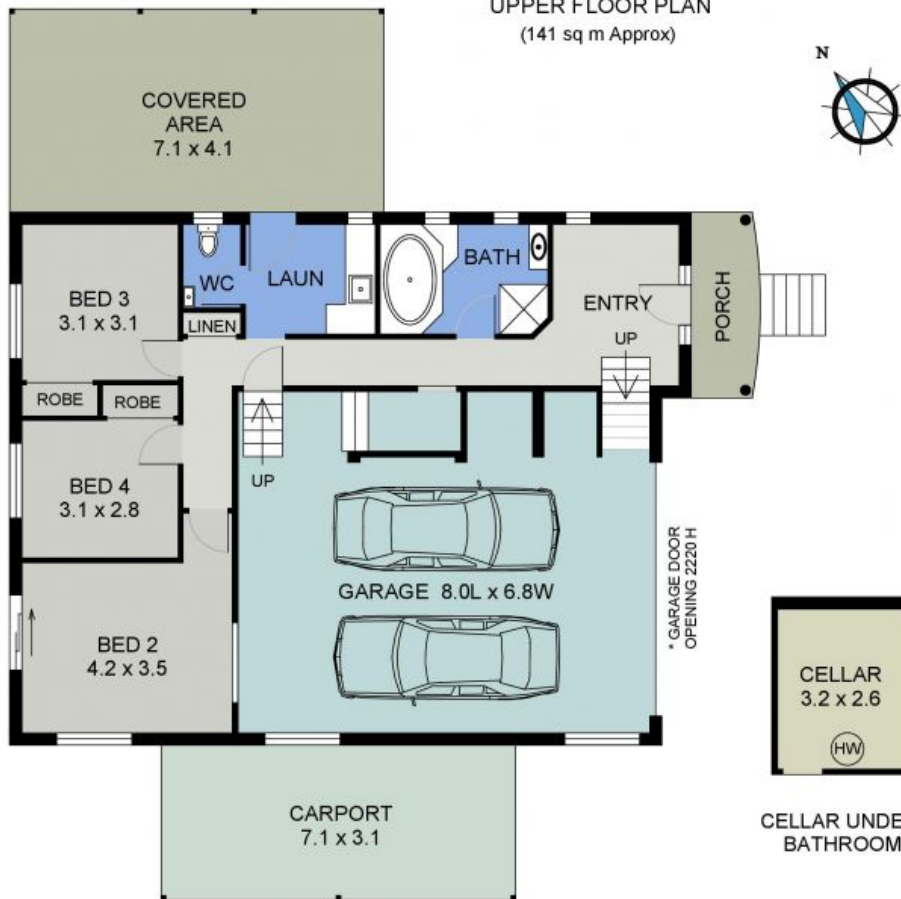 UPPER FLOOR PLAN
(141 sq m Approx)
N
COVERED
AREA
7.1 x 4.1
BED 3
3.1 x 3.1
WC
LAUN
BATH
ENTRY
PORCH
LINEN
UP
ROBE
ROBE
UP
BED 4
3.1 x 2.8
GARAGE 8.0L x 6.8W
* GARAGE DOOR
OPENING 2220 H
BED 2
4.2 x 3.5
CELLAR
3.2 x 2.6
HW
CARPORT
7.1 x 3.1
CELLAR UNDE
BATHROOM